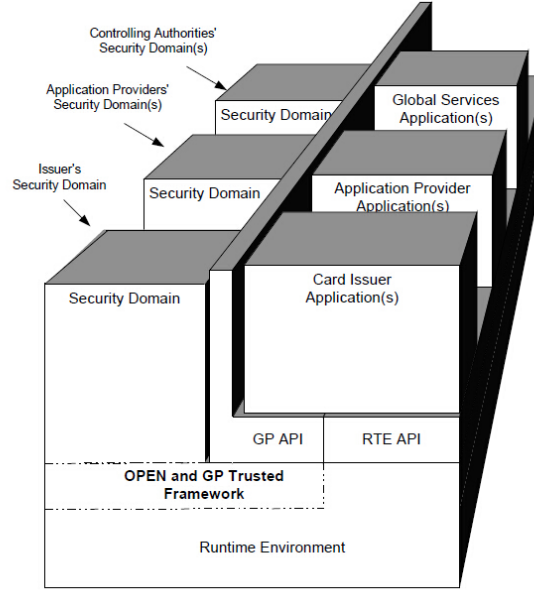 Controlling Authorities'
Security Domain(s)
Application Providers'
Security Domain(s)
Issuer's
Security Domain
Security Domain
Global Services
Application(s)
Security Domain
Application Provider
Application(s)
Security Domain
Card Issuer
Application(s)
GP API
RTE API
OPEN and GP Trusted
Framework
Runtime Environment